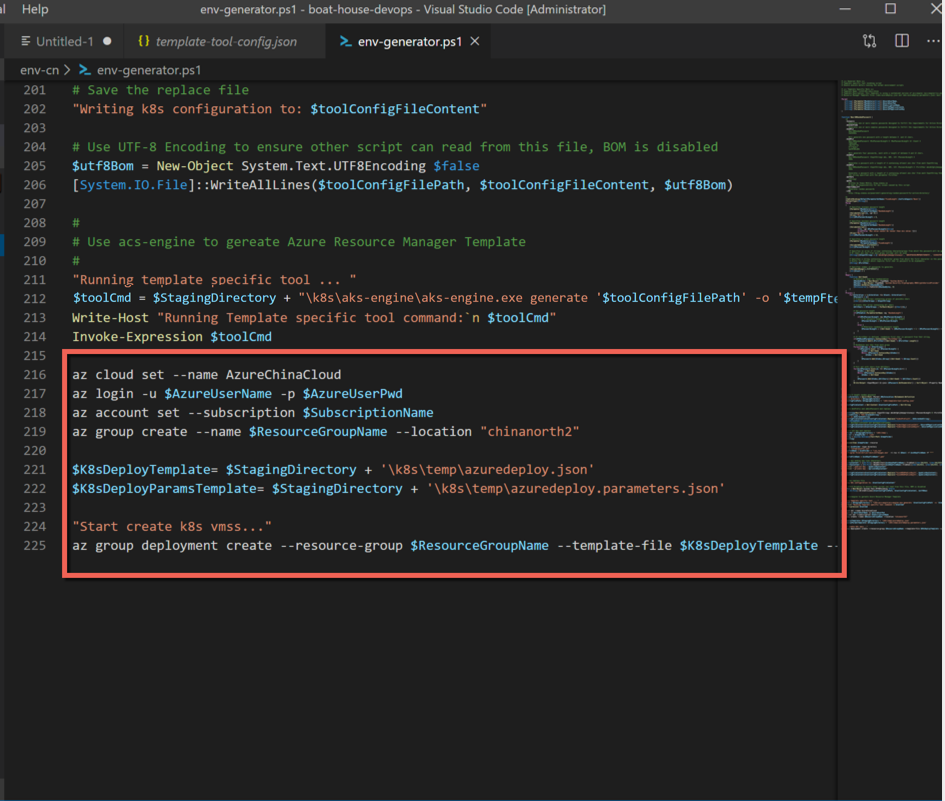 Help
env-generator.ps1 - boat-house-devops - Visual Studio Code [Administrator]
Untitled-1
{} template-tool-config.json
env-generator.ps1
env-cn > env-generator.ps1
201 # Save the replace file
202 "Writing k8s configuration to: $toolConfigFileContent"
203
204 # Use UTF-8 Encoding to ensure other script can read from this file, BOM is disabled
205 $utf8Bom = New-Object System.Text.UTF8Encoding $false
206 [System.IO.File]::WriteAllLines($toolConfigFilePath, $toolConfigFileContent, $utf8Bom)
207
208 #
209 # Use acs-engine to gereate Azure Resource Manager Template
210 #
211 "Running template specific tool ... "
212 $toolCmd = $StagingDirectory + "\k8s\aks-engine\aks-engine.exe generate '$toolConfigFilePath' -o '$tempFte
213 Write-Host "Running Template specific tool command:`n $toolCmd"
214 Invoke-Expression $toolCmd
215
216 az cloud set --name AzureChinaCloud
217 az login -u $AzureUserName -p $AzureUserPwd
218 az account set --subscription $SubscriptionName
219 az group create --name $ResourceGroupName --location "chinanorth2"
220
221 $K8sDeployTemplate= $StagingDirectory + '\k8s\temp\azuredeploy.json'
222 $K8sDeployParamsTemplate= $StagingDirectory + '\k8s\temp\azuredeploy.parameters.json'
223
224 "Start create k8s vmss..."
225 az group deployment create --resource-group $ResourceGroupName --template-file $K8sDeployTemplate --